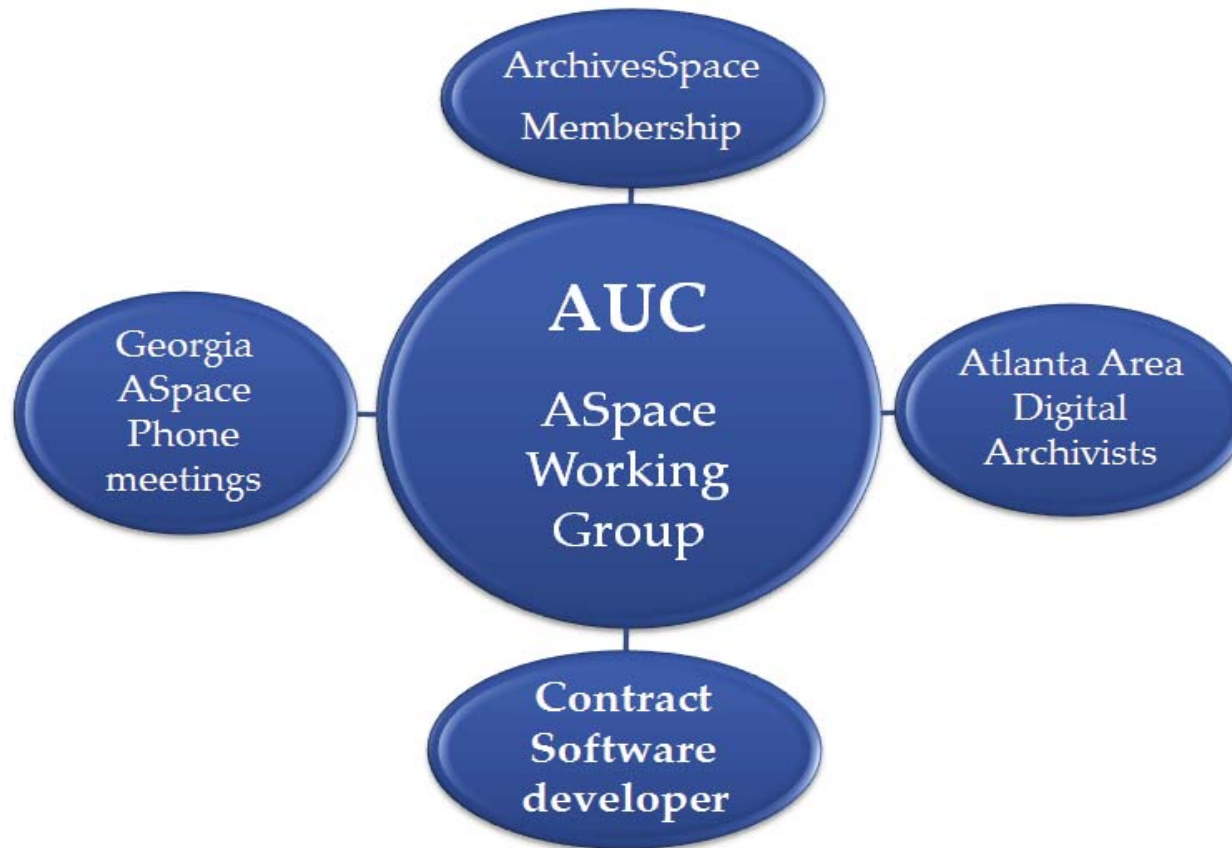 ArchivesSpace
Membership
AUC
ASpace
Working
Group
Georgia
ASpace
Phone
meetings
Atlanta Area
Digital
Archivists
Contract
Software
developer